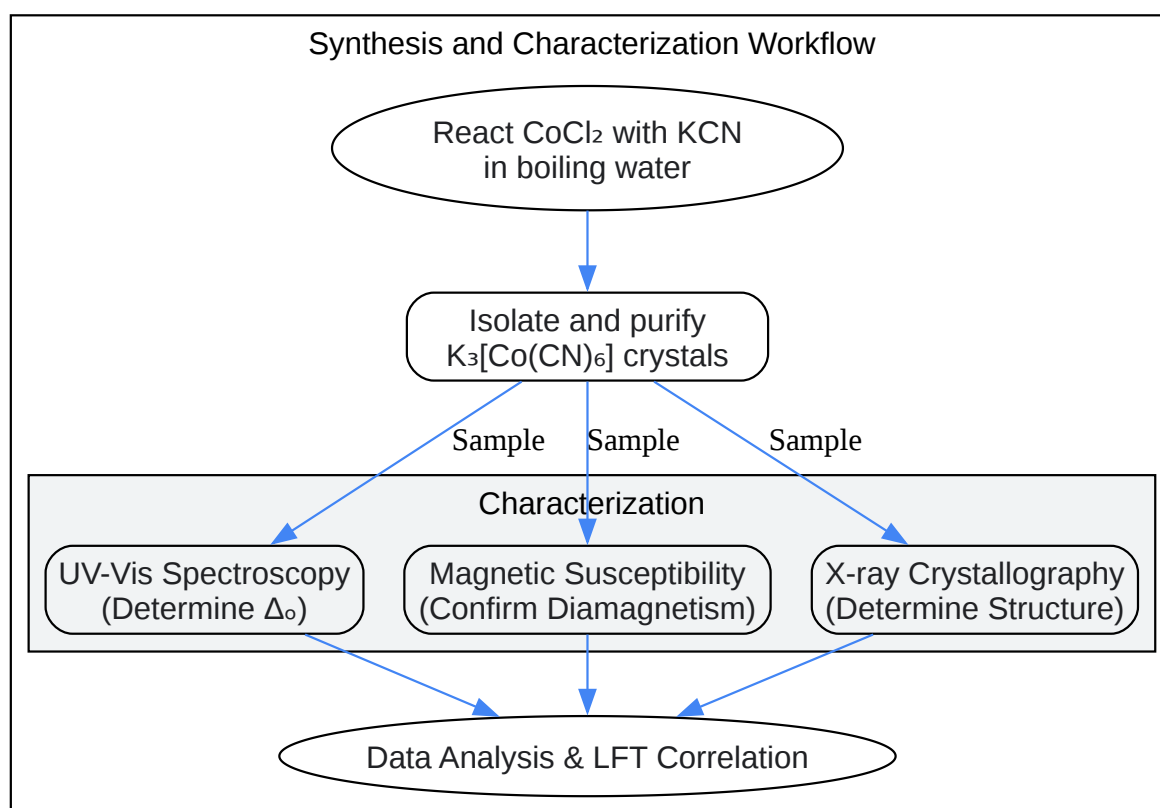 Synthesis and Characterization Workflow
React CoCl₂ with KCN
in boiling water
Isolate and purify
K₃[Co(CN)₆] crystals
Sample
Sample
Sample
Characterization
UV-Vis Spectroscopy
(Determine Δₒ)
Magnetic Susceptibility
(Confirm Diamagnetism)
X-ray Crystallography
(Determine Structure)
Data Analysis & LFT Correlation